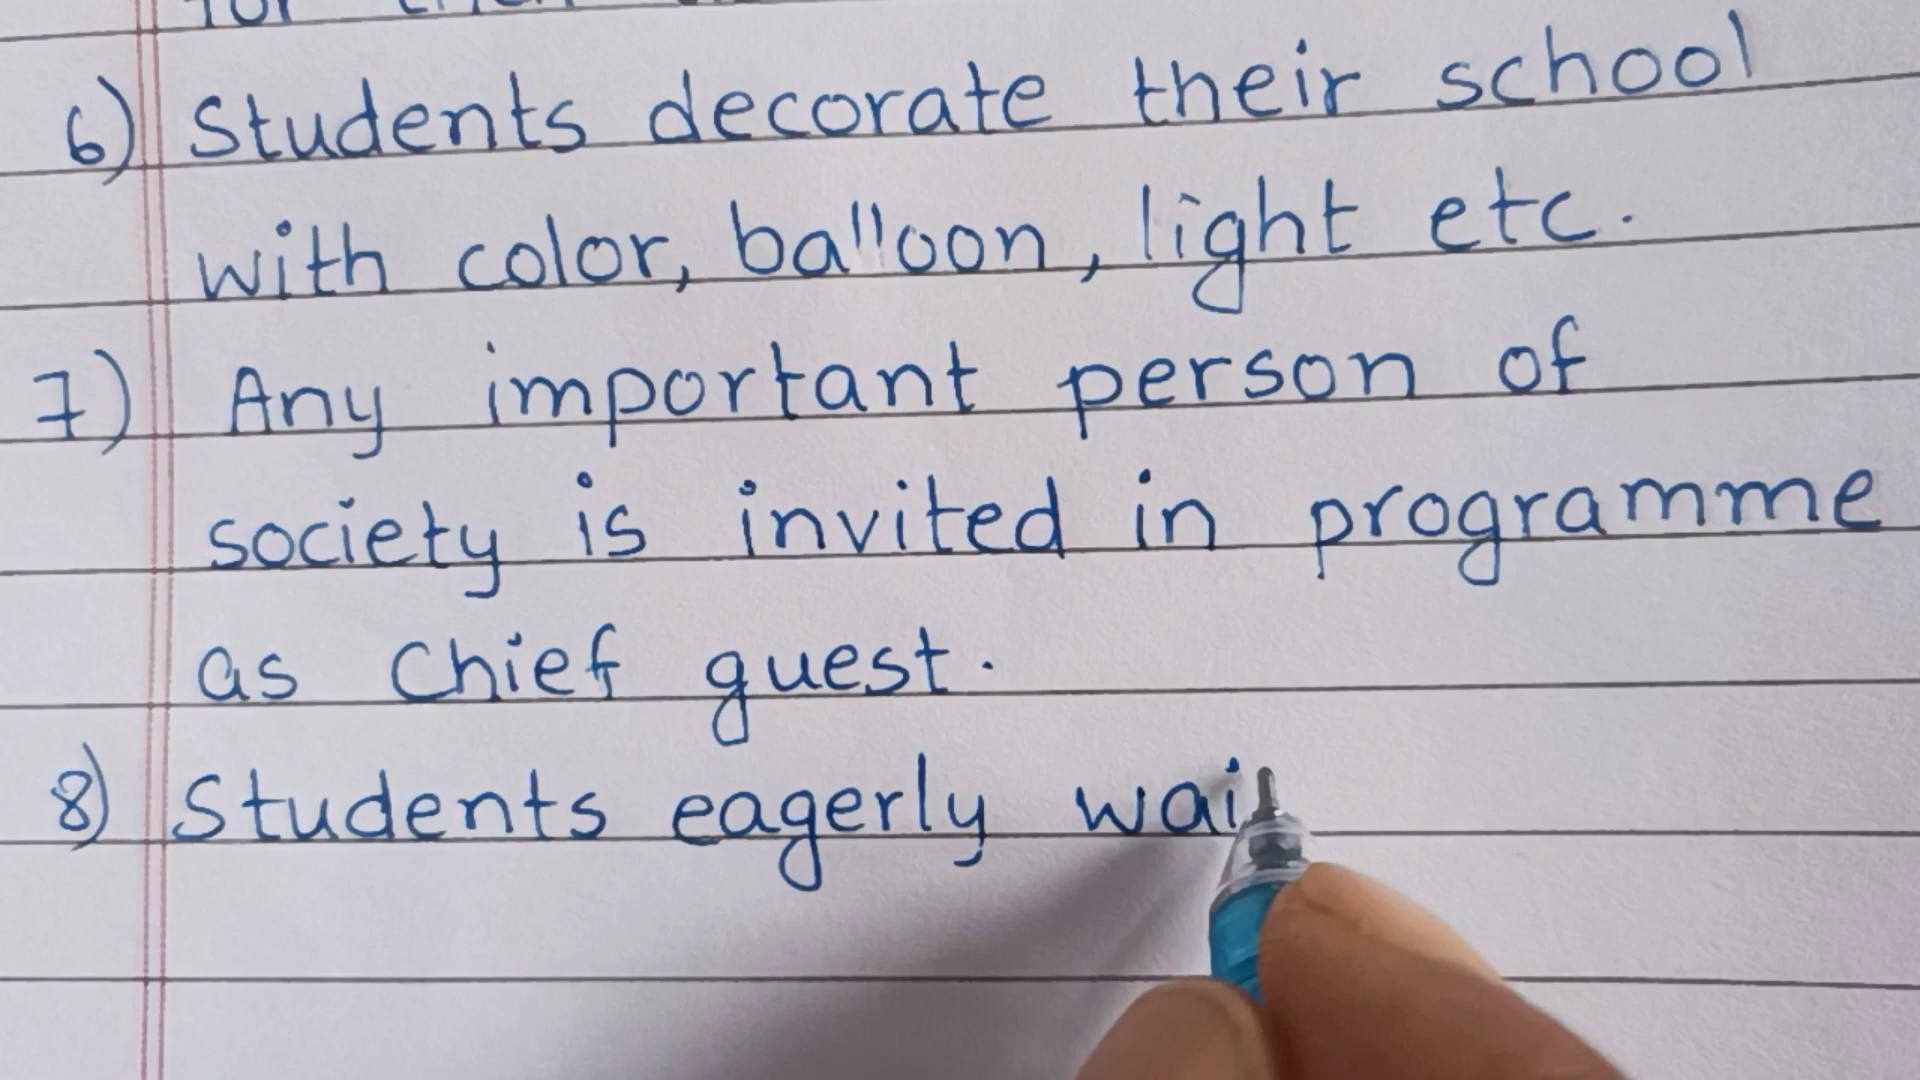 6) Students decorate their school
with color, balloon, light etc.
7) Any important person of
society is invited in programme
as Chief guest.
8) Students eagerly wai